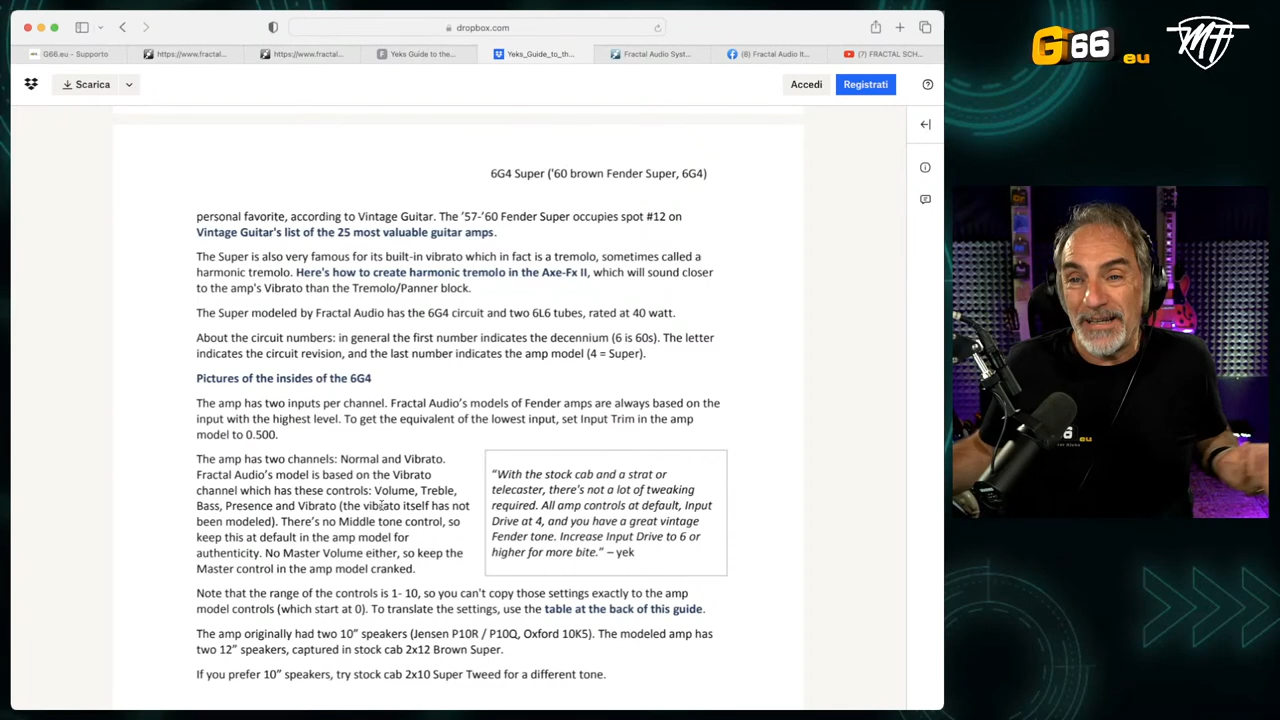 dropbox.com
G66.eu - Supporto
https://www.fractal...
https://www.fractal...
Yeks Guide to the...
Yeks_Guide_to_th...
Fractal Audio Syst...
(6) Fractal Audio It...
(7) FRACTAL SCH...
G66 eu
MF
Scarica
Accedi
Registrati
6G4 Super ('60 brown Fender Super, 6G4)
personal favorite, according to Vintage Guitar. The '57-'60 Fender Super occupies spot #12 on
Vintage Guitar's list of the 25 most valuable guitar amps.
The Super is also very famous for its built-in vibrato which in fact is a tremolo, sometimes called a
harmonic tremolo. Here's how to create harmonic tremolo in the Axe-Fx II, which will sound closer
to the amp's Vibrato than the Tremolo/Panner block.
The Super modeled by Fractal Audio has the 6G4 circuit and two 6L6 tubes, rated at 40 watt.
About the circuit numbers: in general the first number indicates the decennium (6 is 60s). The letter
indicates the circuit revision, and the last number indicates the amp model (4 = Super).
Pictures of the insides of the 6G4
The amp has two inputs per channel. Fractal Audio's models of Fender amps are always based on the
input with the highest level. To get the equivalent of the lowest input, set Input Trim in the amp
model to 0.500.
The amp has two channels: Normal and Vibrato.
Fractal Audio's model is based on the Vibrato
channel which has these controls: Volume, Treble,
Bass, Presence and Vibrato (the vibrato itself has not
been modeled). There's no Middle tone control, so
keep this at default in the amp model for
authenticity. No Master Volume either, so keep the
Master control in the amp model cranked.
"With the stock cab and a strat or
telecaster, there's not a lot of tweaking
required. All amp controls at default, Input
Drive at 4, and you have a great vintage
Fender tone. Increase Input Drive to 6 or
higher for more bite." – yek
Note that the range of the controls is 1- 10, so you can't copy those settings exactly to the amp
model controls (which start at 0). To translate the settings, use the table at the back of this guide.
The amp originally had two 10" speakers (Jensen P10R / P10Q, Oxford 10K5). The modeled amp has
two 12" speakers, captured in stock cab 2x12 Brown Super.
If you prefer 10" speakers, try stock cab 2x10 Super Tweed for a different tone.